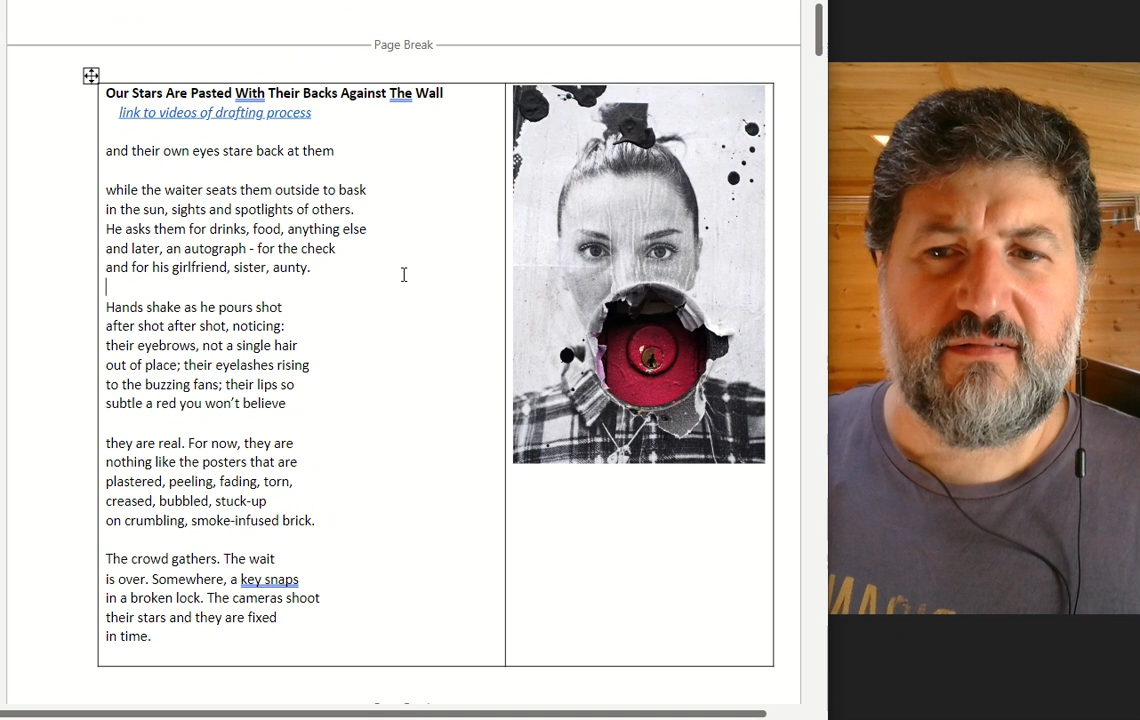 Page Break
Our Stars Are Pasted With Their Backs Against The Wall
link to videos of drafting process
and their own eyes stare back at them
while the waiter seats them outside to bask
in the sun, sights and spotlights of others.
He asks them for drinks, food, anything else
and later, an autograph - for the check
and for his girlfriend, sister, aunty.
Hands shake as he pours shot
after shot after shot, noticing:
their eyebrows, not a single hair
out of place; their eyelashes rising
to the buzzing fans; their lips so
subtle a red you won’t believe
they are real. For now, they are
nothing like the posters that are
plastered, peeling, fading, torn,
creased, bubbled, stuck-up
on crumbling, smoke-infused brick.
The crowd gathers. The wait
is over. Somewhere, a key snaps
in a broken lock. The cameras shoot
their stars and they are fixed
in time.